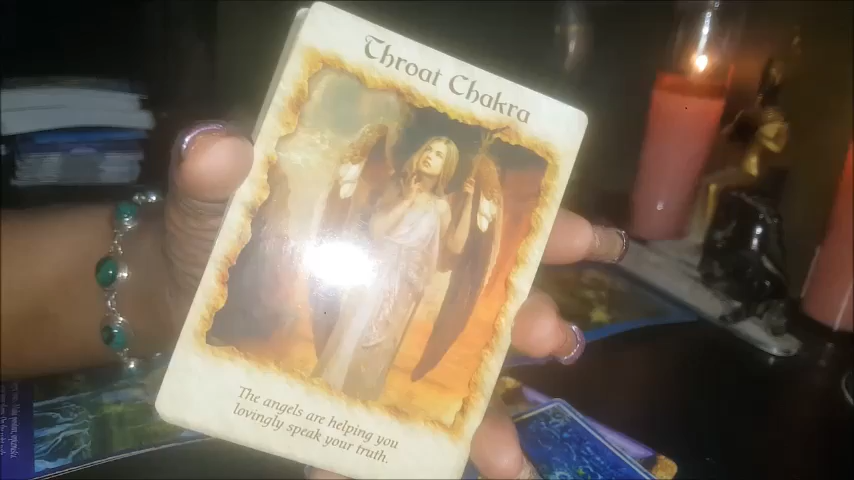 Throat Chakra
The angels are helping you
lovingly speak your truth.